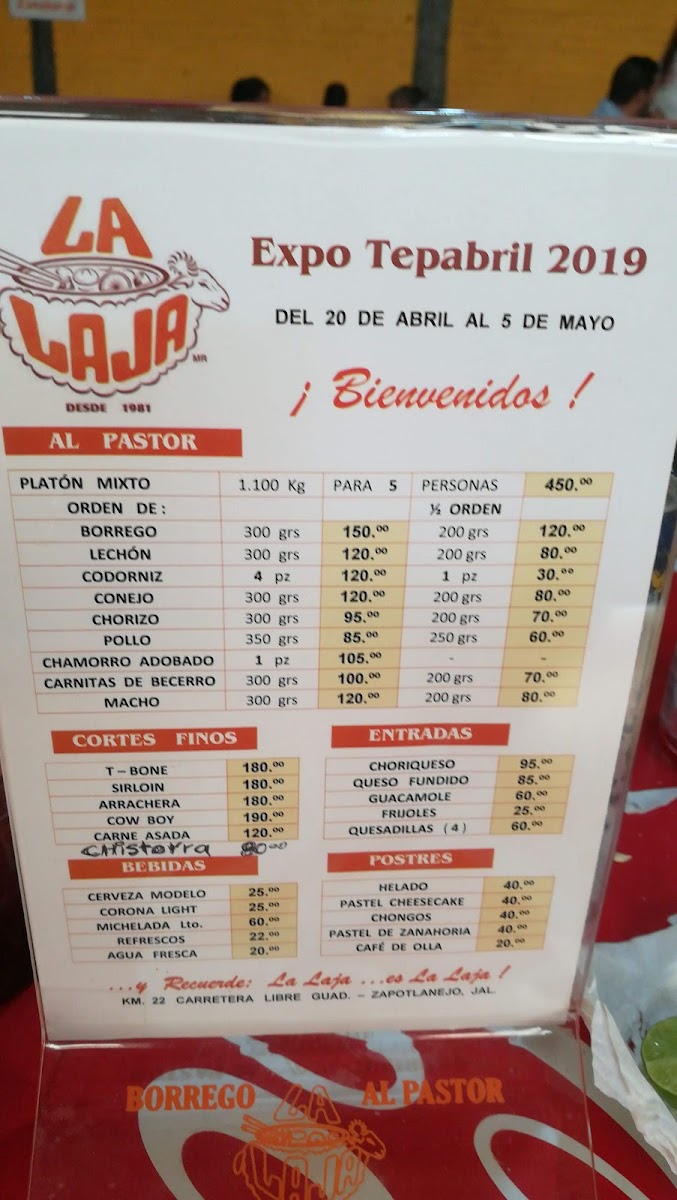 LA
LAJA MR
DESDE 1981
Expo Tepabril 2019
DEL 20 DE ABRIL AL 5 DE MAYO
¡ Bienvenidos !
AL PASTOR
PLATÓN MIXTO 1.100 Kg PARA 5 PERSONAS 450.00
ORDEN DE : ½ ORDEN
BORREGO 300 grs 150.00 200 grs 120.00
LECHÓN 300 grs 120.00 200 grs 80.00
CODORNIZ 4 pz 120.00 1 pz 30.00
CONEJO 300 grs 120.00 200 grs 80.00
CHORIZO 300 grs 95.00 200 grs 70.00
POLLO 350 grs 85.00 250 grs 60.00
CHAMORRO ADOBADO 1 pz 105.00 - -
CARNITAS DE BECERRO 300 grs 100.00 200 grs 70.00
MACHO 300 grs 120.00 200 grs 80.00
CORTES FINOS
T – BONE 180.00
SIRLOIN 180.00
ARRACHERA 180.00
COW BOY 190.00
CARNE ASADA 120.00
CHISTORRA 80.00
ENTRADAS
CHORIQUESO 95.00
QUESO FUNDIDO 85.00
GUACAMOLE 60.00
FRIJOLES 25.00
QUESADILLAS ( 4 ) 60.00
BEBIDAS
CERVEZA MODELO 25.00
CORONA LIGHT 25.00
MICHELADA Lto. 60.00
REFRESCOS 22.00
AGUA FRESCA 20.00
POSTRES
HELADO 40.00
PASTEL CHEESECAKE 40.00
CHONGOS 40.00
PASTEL DE ZANAHORIA 40.00
CAFÉ DE OLLA 20.00
...y Recuerde: La Laja ...es La Laja !
KM. 22 CARRETERA LIBRE GUAD. – ZAPOTLANEJO, JAL.
BORREGO LA AL PASTOR
LAJA